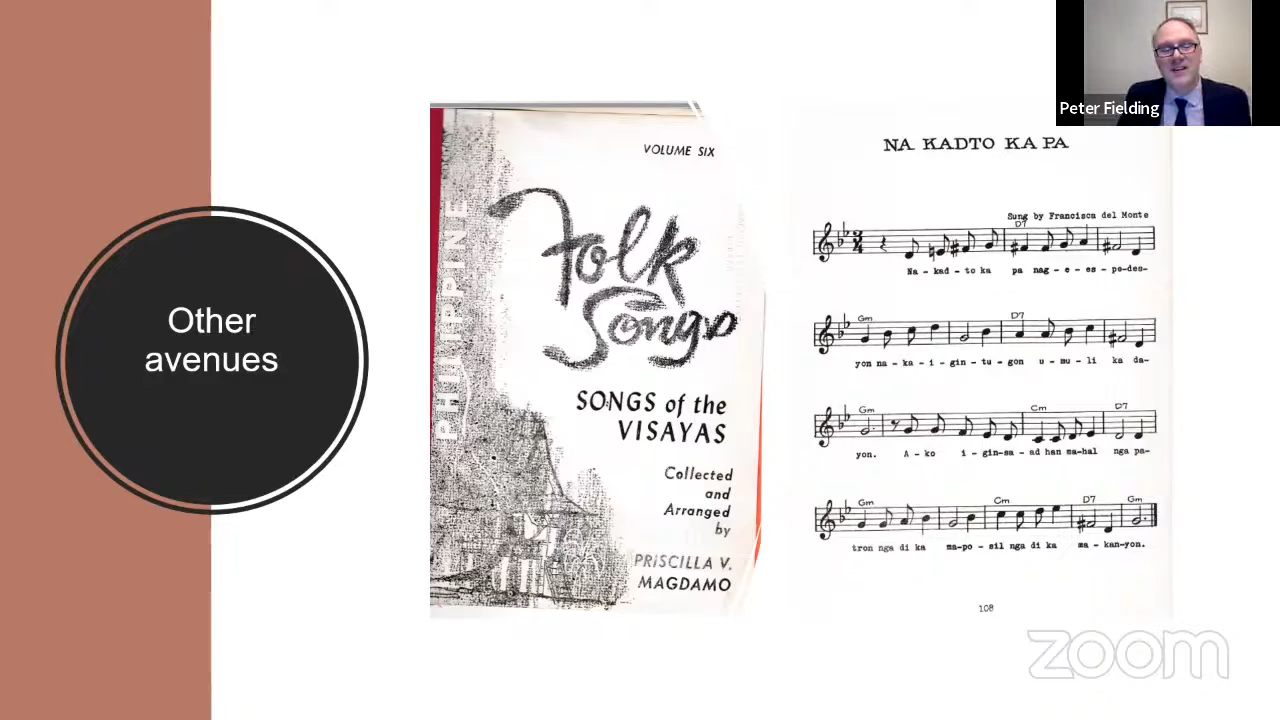 Other
avenues
PHILIPPINE
VOLUME SIX
Folk
Songs
SONGS of the
VISAYAS
Collected
and
Arranged
by
PRISCILLA V.
MAGDAMO
NA KADTO KA PA
Sung by Francisca del Monte
D7
Na - kad - to ka pa nag - e - es - pe-des-
Gm D7
yon na - ka - i - gin - tu - gon u - mu - li ka da-
Gm Cm D7
yon. A - ko i - gin-sa - ad han ma-hal nga pa-
Gm Cm D7 Gm
tron nga di ka ma-po - sil nga di ka ma - kan-yon.
108
Peter Fielding
zoom